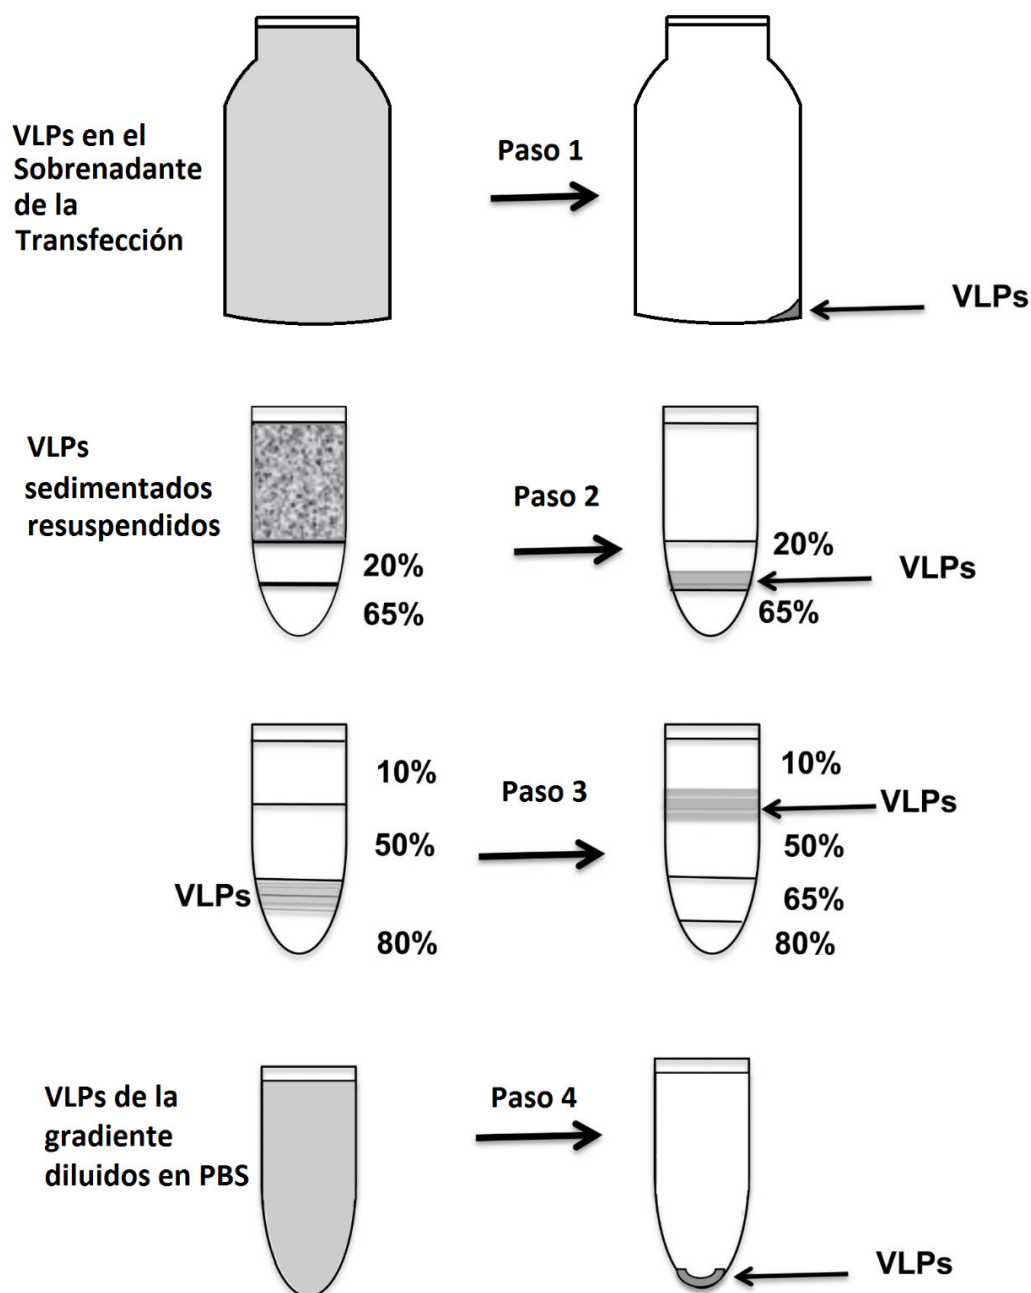 VLPs en el
Sobrenadante
de la
Transfección
Paso 1
VLPs
VLPs
sedimentados
resuspendidos
20%
65%
Paso 2
20%
VLPs
65%
10%
50%
VLPs
80%
Paso 3
10%
VLPs
50%
65%
80%
VLPs de la
gradiente
diluidos en PBS
Paso 4
VLPs